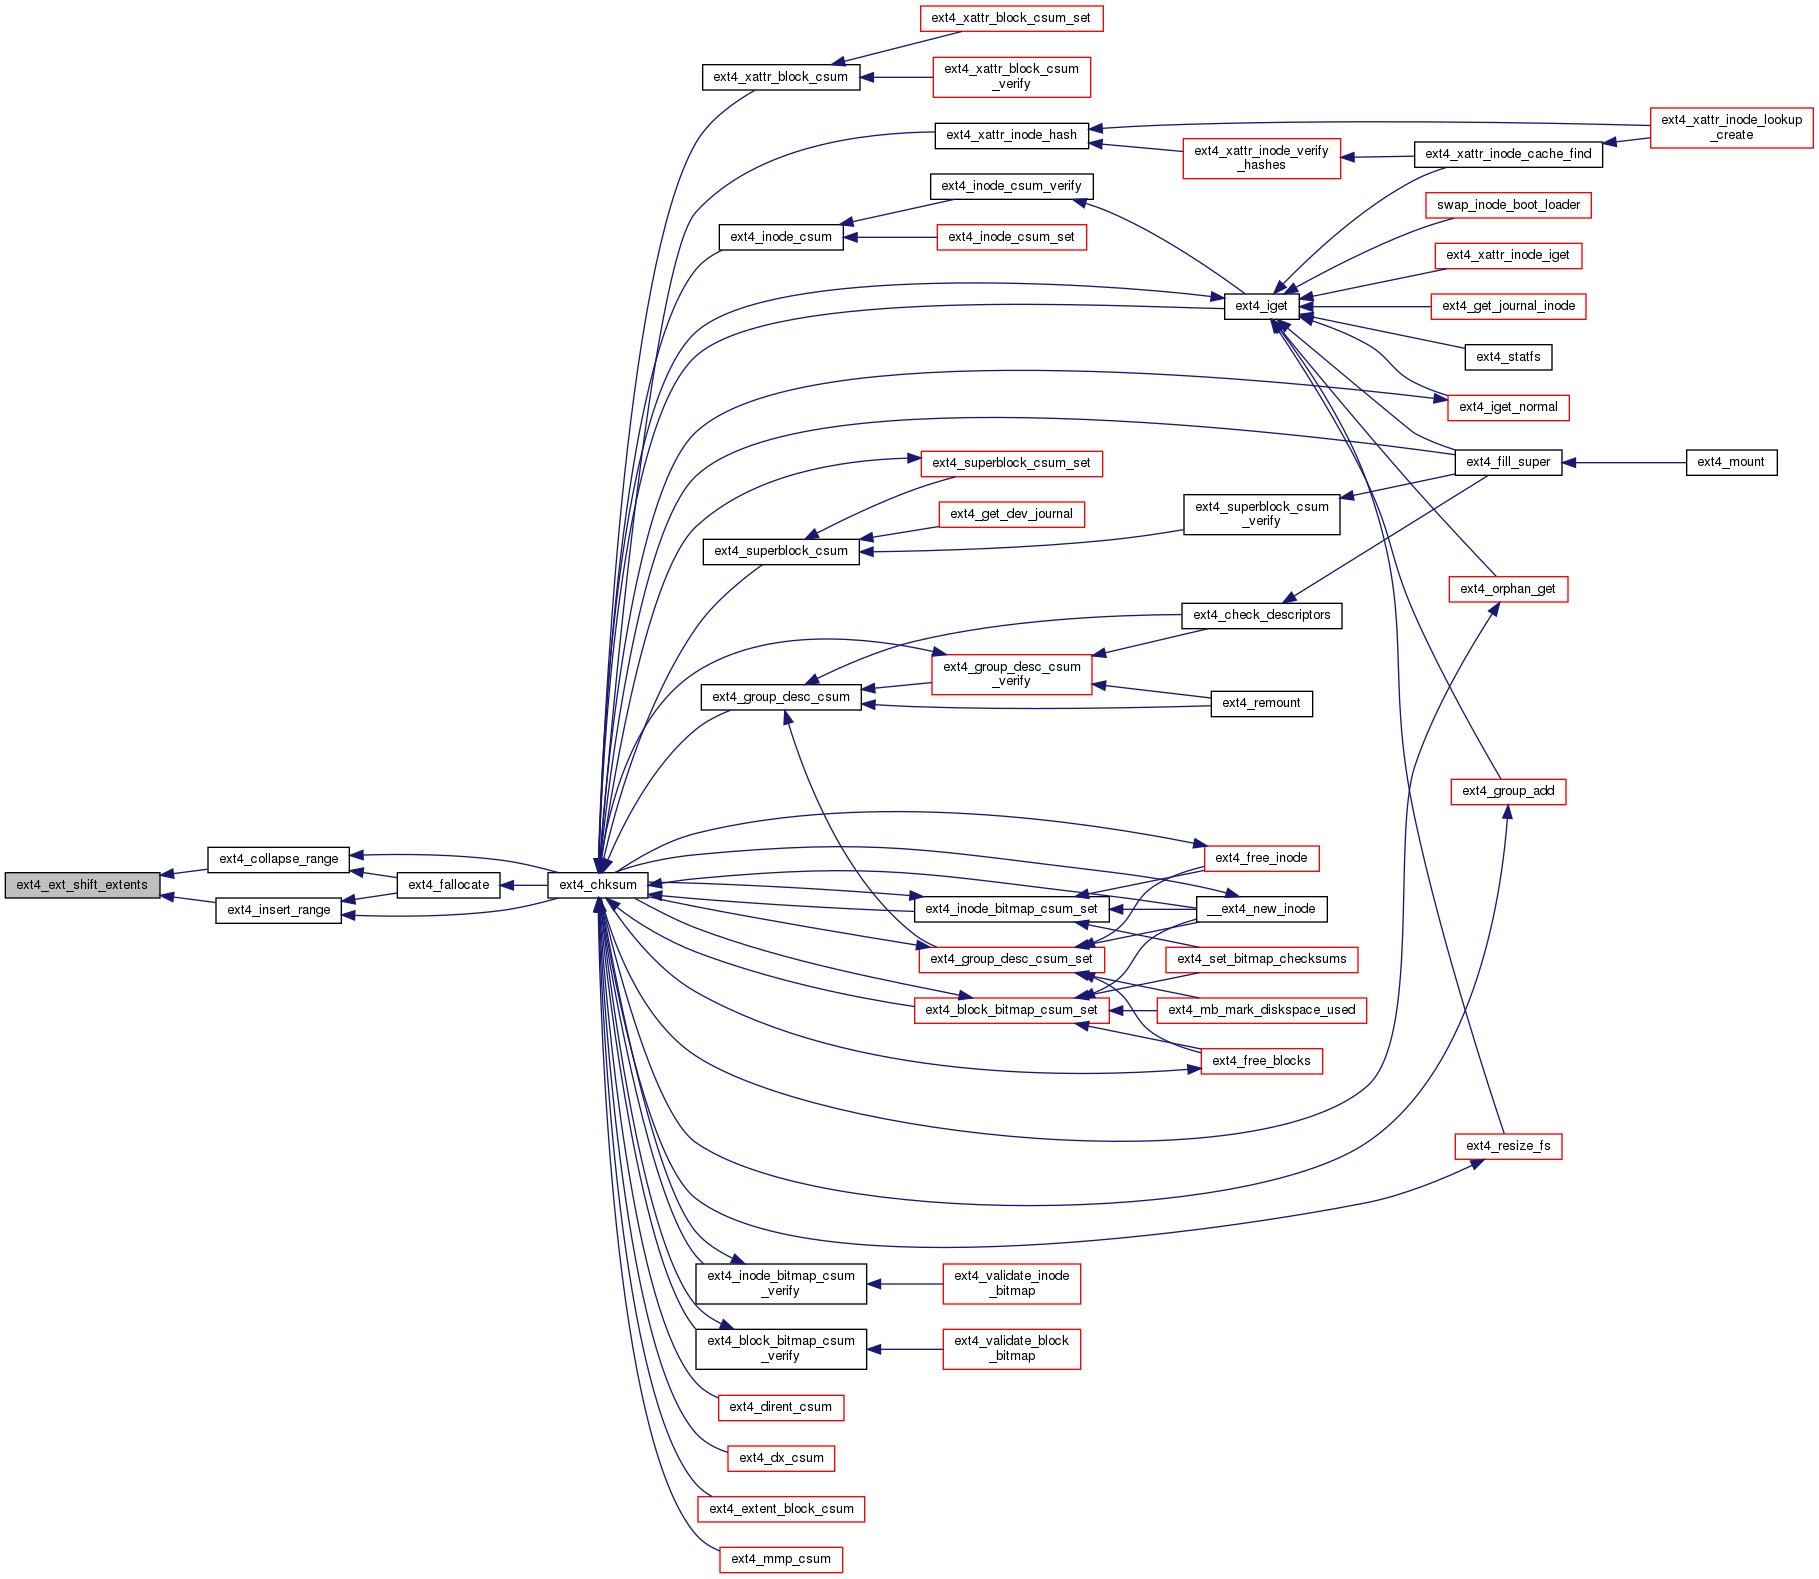 ext4_xattr_block_csum_set
ext4_xattr_block_csum
ext4_xattr_block_csum
_verify
ext4_xattr_inode_hash
ext4_xattr_inode_verify
_hashes
ext4_xattr_inode_cache_find
ext4_xattr_inode_lookup
_create
ext4_inode_csum_verify
ext4_inode_csum
ext4_inode_csum_set
swap_inode_boot_loader
ext4_xattr_inode_iget
ext4_iget
ext4_get_journal_inode
ext4_statfs
ext4_iget_normal
ext4_superblock_csum_set
ext4_fill_super
ext4_mount
ext4_get_dev_journal
ext4_superblock_csum
_verify
ext4_superblock_csum
ext4_orphan_get
ext4_check_descriptors
ext4_group_desc_csum
_verify
ext4_group_desc_csum
ext4_remount
ext4_group_add
ext4_collapse_range
ext4_ext_shift_extents
ext4_fallocate
ext4_insert_range
ext4_chksum
ext4_free_inode
ext4_inode_bitmap_csum_set
__ext4_new_inode
ext4_group_desc_csum_set
ext4_set_bitmap_checksums
ext4_block_bitmap_csum_set
ext4_mb_mark_diskspace_used
ext4_free_blocks
ext4_resize_fs
ext4_inode_bitmap_csum
_verify
ext4_validate_inode
_bitmap
ext4_block_bitmap_csum
_verify
ext4_validate_block
_bitmap
ext4_dirent_csum
ext4_dx_csum
ext4_extent_block_csum
ext4_mmp_csum